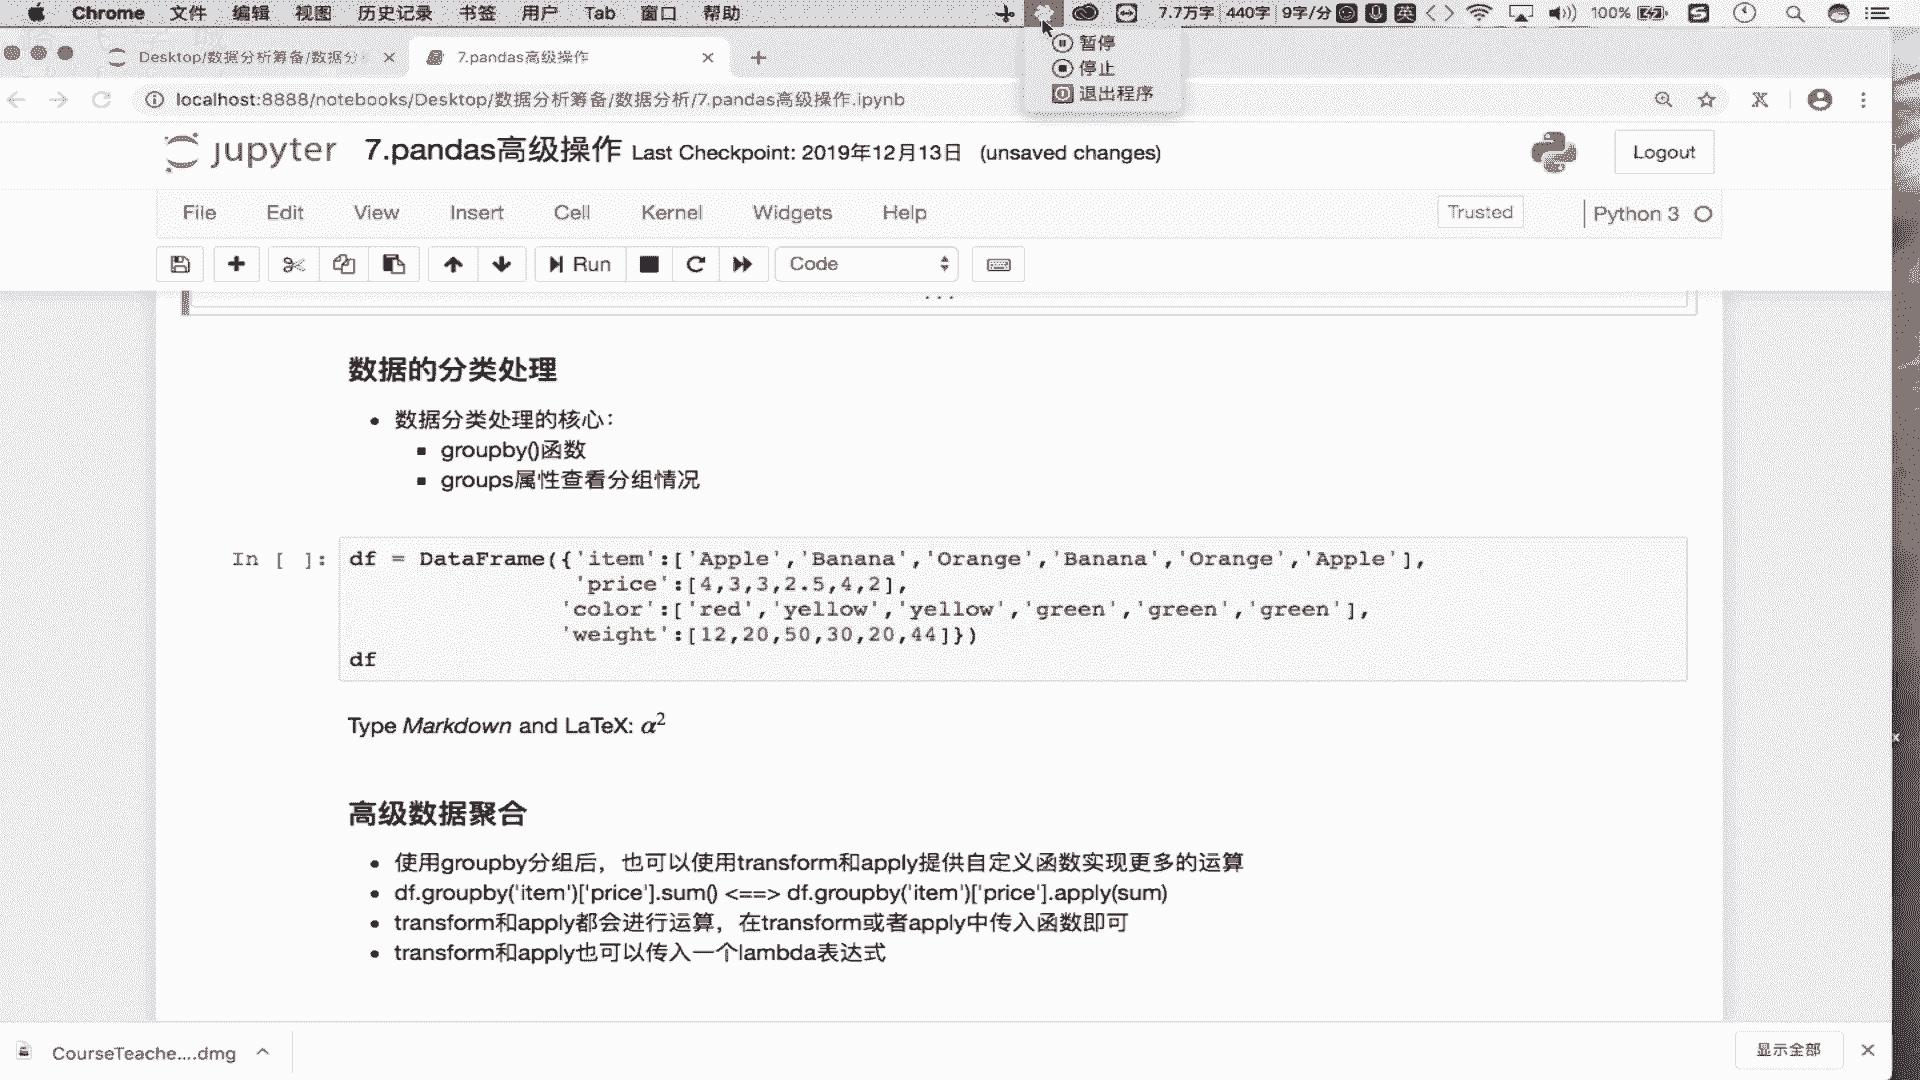 Chrome 文件 编辑 视图 历史记录 书签 用户 Tab 窗口 帮助 7.7万字 440字 9字/分 英 100%
暂停
停止
退出程序
Desktop/数据分析筹备/数据分 7.pandas高级操作
localhost:8888/notebooks/Desktop/数据分析筹备/数据分析/7.pandas高级操作.ipynb
jupyter 7.pandas高级操作 Last Checkpoint: 2019年12月13日 (unsaved changes) Logout
File Edit View Insert Cell Kernel Widgets Help Trusted Python 3
Run Code
...
数据的分类处理
数据分类处理的核心：
groupby()函数
groups属性查看分组情况
In [ ]: df = DataFrame({'item':['Apple','Banana','Orange','Banana','Orange','Apple'],
'price':[4,3,3,2.5,4,2],
'color':['red','yellow','yellow','green','green','green'],
'weight':[12,20,50,30,20,44]})
df
Type Markdown and LaTeX: α²
高级数据聚合
使用groupby分组后，也可以使用transform和apply提供自定义函数实现更多的运算
df.groupby('item')['price'].sum() <==> df.groupby('item')['price'].apply(sum)
transform和apply都会进行运算，在transform或者apply中传入函数即可
transform和apply也可以传入一个lambda表达式
CourseTeache....dmg 显示全部